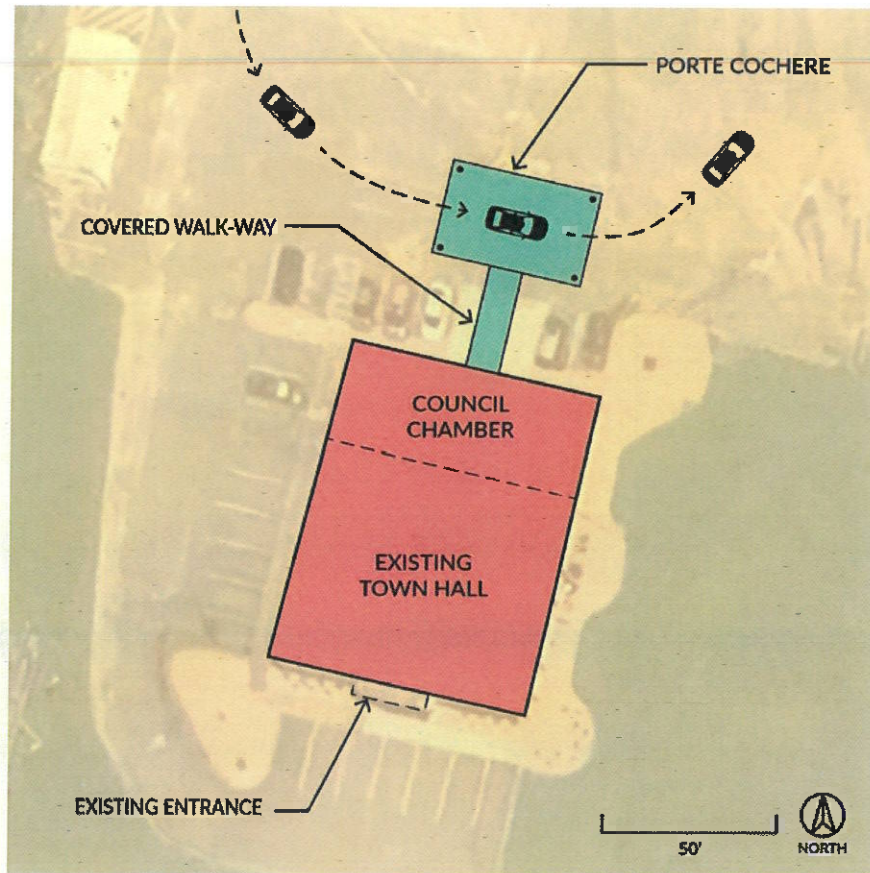 PORTE COCHERE
COVERED WALK-WAY
COUNCIL
CHAMBER
EXISTING
TOWN HALL
EXISTING ENTRANCE
50'
NORTH